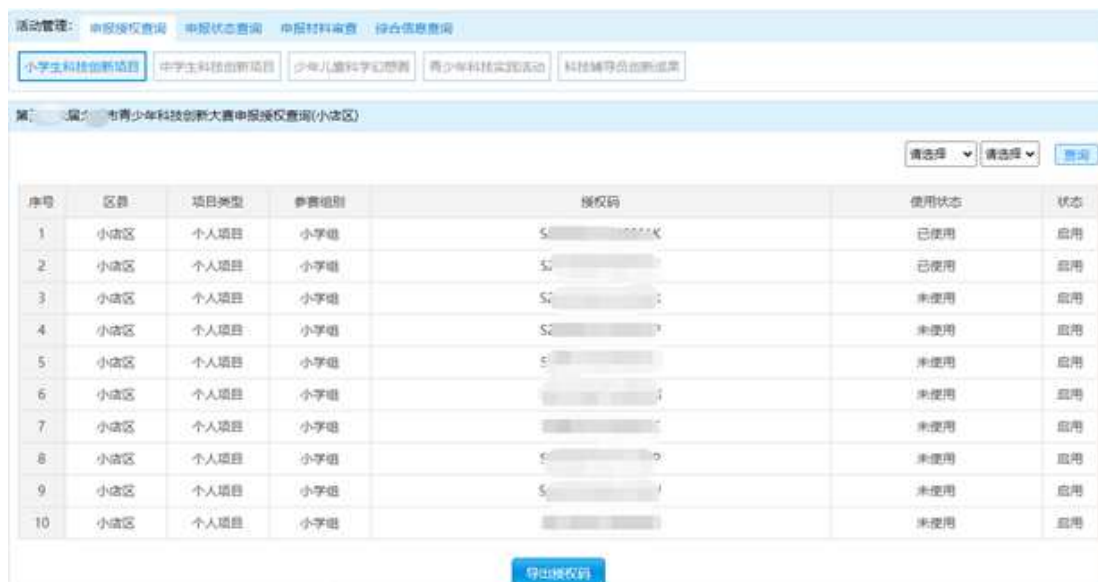 活动管理： 申报授权查询 申报状态查询 申报材料审查 综合信息查询
小学生科技创新项目 中学生科技创新项目 少年儿童科学幻想画 青少年科技实践活动 科技辅导员创新成果
第 届 市青少年科技创新大赛申报授权查询(小店区)
请选择 请选择 查询
序号 区县 项目类型 参赛组别 授权码 使用状态 状态
1 小店区 个人项目 小学组 已使用 启用
2 小店区 个人项目 小学组 已使用 启用
3 小店区 个人项目 小学组 未使用 启用
4 小店区 个人项目 小学组 未使用 启用
5 小店区 个人项目 小学组 未使用 启用
6 小店区 个人项目 小学组 未使用 启用
7 小店区 个人项目 小学组 未使用 启用
8 小店区 个人项目 小学组 未使用 启用
9 小店区 个人项目 小学组 未使用 启用
10 小店区 个人项目 小学组 未使用 启用
导出授权码